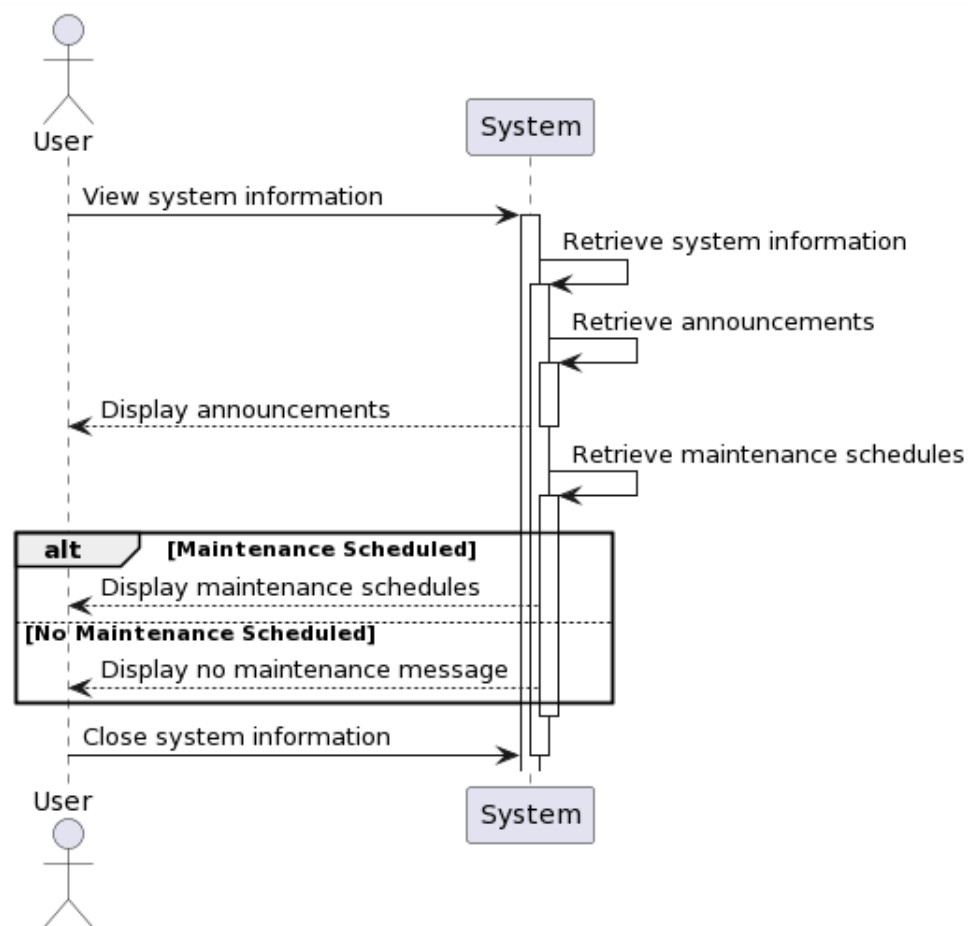 User
System
View system information
Retrieve system information
Retrieve announcements
Display announcements
Retrieve maintenance schedules
alt [Maintenance Scheduled]
Display maintenance schedules
[No Maintenance Scheduled]
Display no maintenance message
Close system information
User
System